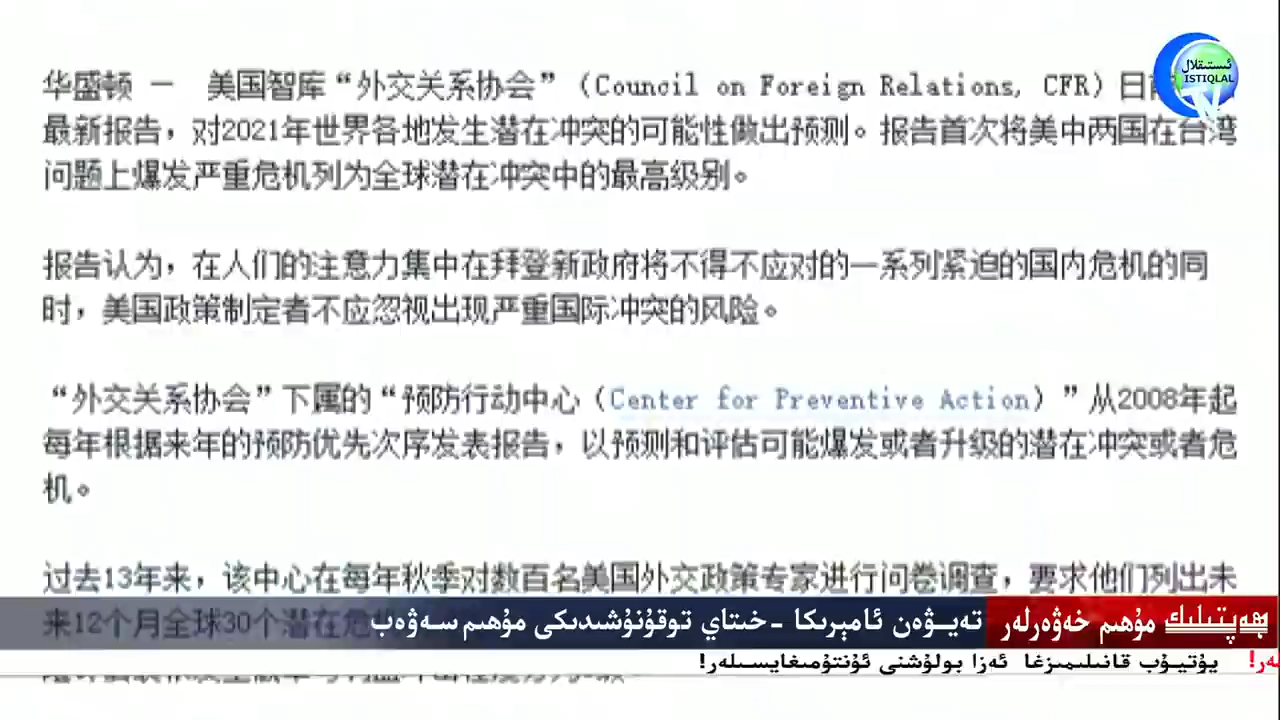 ئىستىقلال
ISTIQLAL
华盛顿 — 美国智库“外交关系协会”（Council on Foreign Relations, CFR）日
最新报告，对2021年世界各地发生潜在冲突的可能性做出预测。报告首次将美中两国在台湾
问题上爆发严重危机列为全球潜在冲突中的最高级别。
报告认为，在人们的注意力集中在拜登新政府将不得不应对的一系列紧迫的国内危机的同
时，美国政策制定者不应忽视出现严重国际冲突的风险。
“外交关系协会”下属的“预防行动中心（Center for Preventive Action）”从2008年起
每年根据来年的预防优先次序发表报告，以预测和评估可能爆发或者升级的潜在冲突或者危
机。
过去13年来，该中心在每年秋季对数百名美国外交政策专家进行问卷调查，要求他们列出未
来12个月全球30个潜在危
ھەپتىلىك مۇھىم خەۋەرلەر
تەيۋەن ئامېرىكا - خىتاي توقۇنۇشىدىكى مۇھىم سەۋەب
لەر! يۇتيۇب قانىلىمىزغا ئەزا بولۇشنى ئۇنتۇمىغايسىلەر!